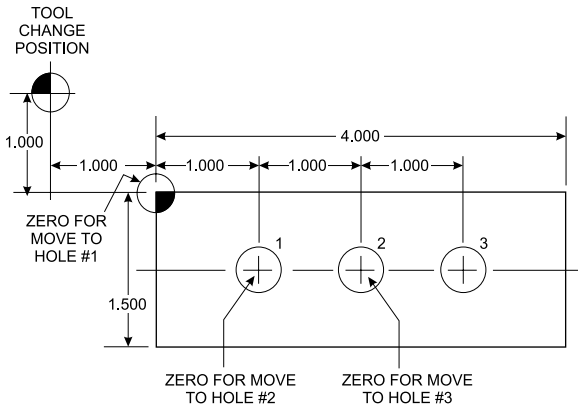 TOOL
CHANGE
POSITION
1.000
4.000
1.000
1.000
1.000
1.000
ZERO FOR
MOVE TO
HOLE #1
1
2
3
1.500
ZERO FOR MOVE
TO HOLE #2
ZERO FOR MOVE
TO HOLE #3